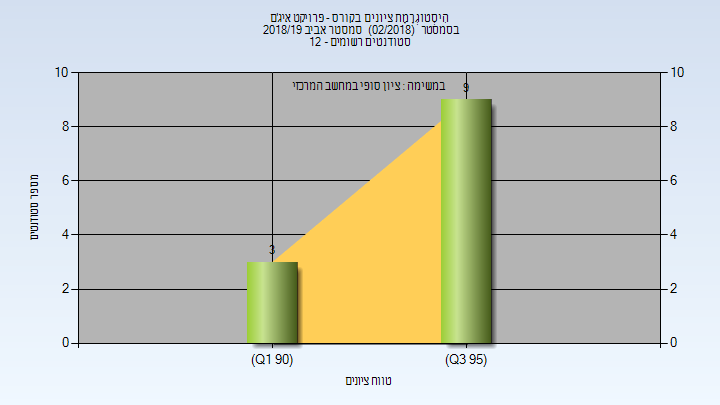 היסטוגרמת ציונים בקורס - פרויקט איג'ם
בסמסטר (02/2018) סמסטר אביב 2018/19
סטודנטים רשומים - 12
במשימה : ציון סופי במחשב המרכזי
10
8
6
4
2
0
10
8
6
4
2
0
3
9
מספר סטודנטים
(Q1 90)
(Q3 95)
טווח ציונים